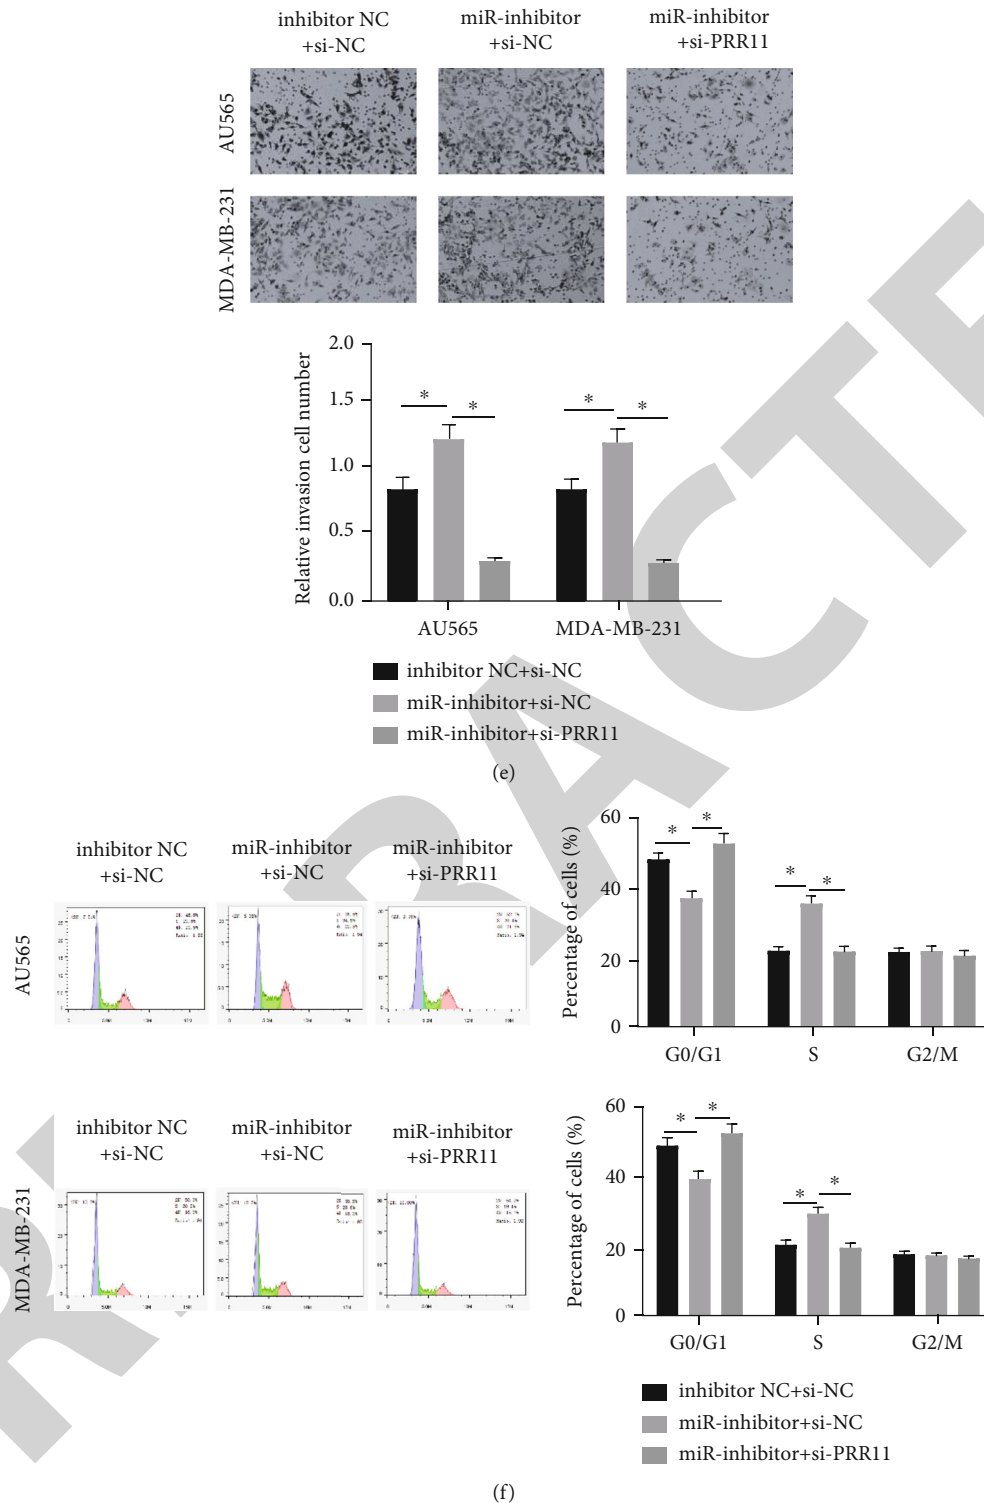 inhibitor NC
+si-NC
miR-inhibitor
+si-NC
miR-inhibitor
+si-PRR11
AU565
MDA-MB-231
Relative invasion cell number
2.0
1.5
1.0
0.5
0.0
* * * *
AU565 MDA-MB-231
inhibitor NC+si-NC
miR-inhibitor+si-NC
miR-inhibitor+si-PRR11
(e)
inhibitor NC
+si-NC
miR-inhibitor
+si-NC
miR-inhibitor
+si-PRR11
AU565
Percentage of cells (%)
60
40
20
0
* * * *
G0/G1 S G2/M
inhibitor NC
+si-NC
miR-inhibitor
+si-NC
miR-inhibitor
+si-PRR11
MDA-MB-231
Percentage of cells (%)
60
40
20
0
* * * *
G0/G1 S G2/M
inhibitor NC+si-NC
miR-inhibitor+si-NC
miR-inhibitor+si-PRR11
(f)